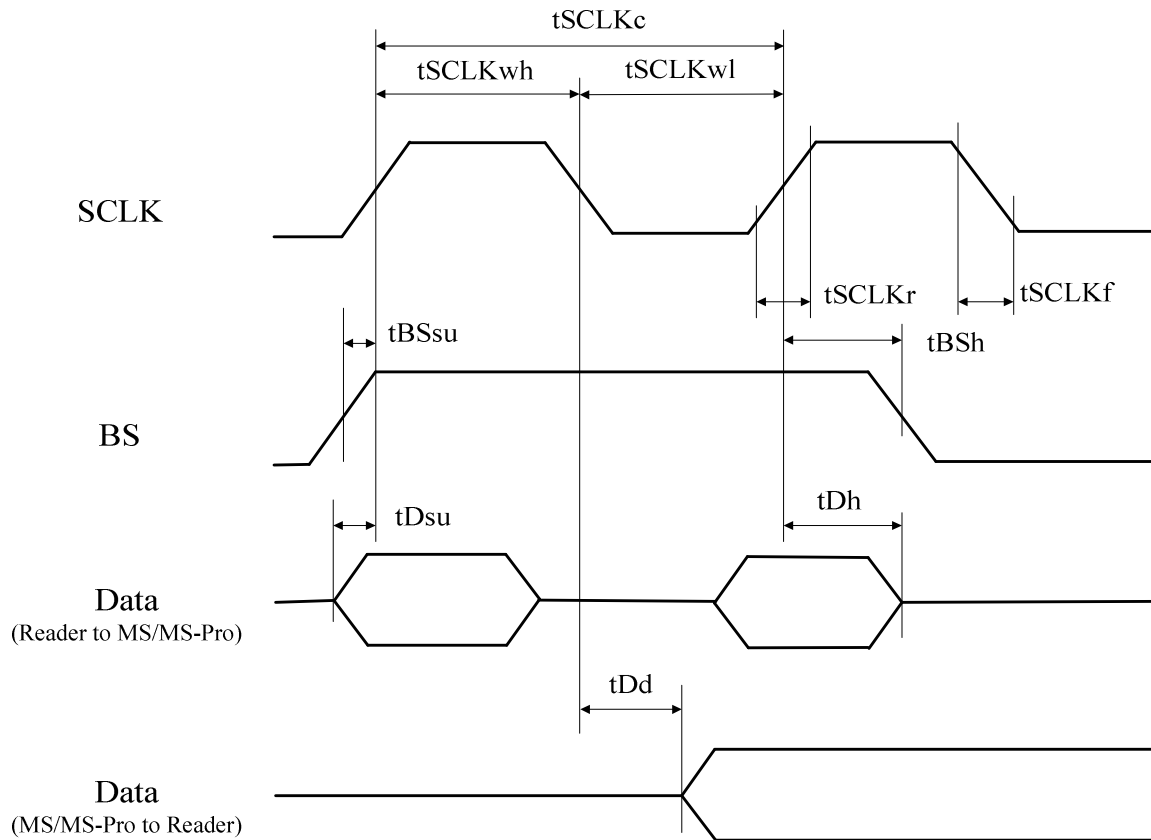 tSCLKc
tSCLKwh
tSCLKwl
SCLK
tSCLKr
tSCLKf
tBSsu
tBSh
BS
tDsu
tDh
Data
(Reader to MS/MS-Pro)
tDd
Data
(MS/MS-Pro to Reader)